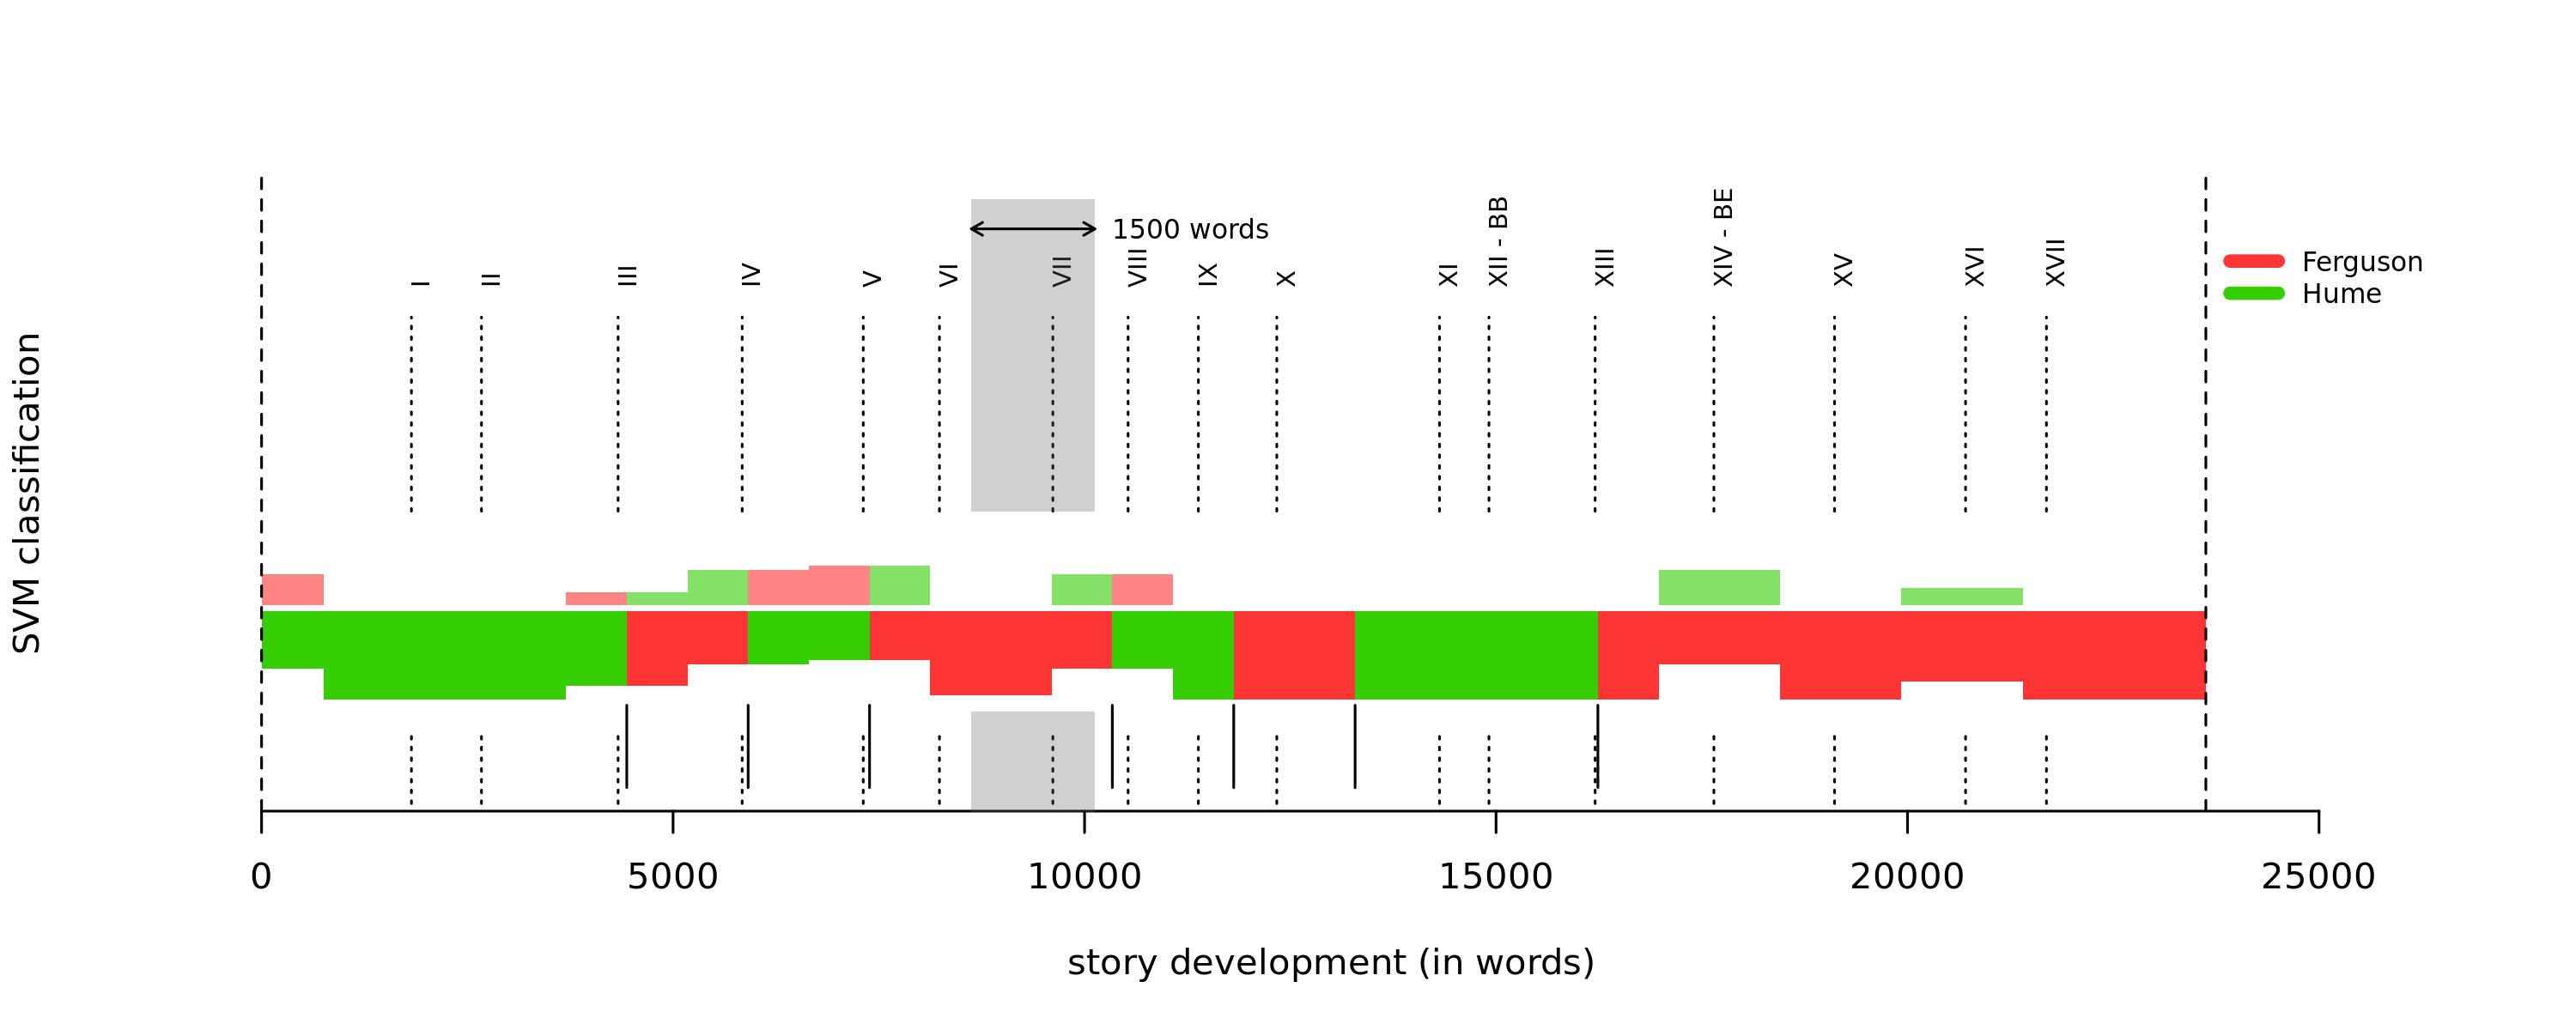 1500 words
I
II
III
IV
V
VI
VII
VIII
IX
X
XI
XII - BB
XIII
XIV - BE
XV
XVI
XVII
Ferguson
Hume
SVM classification
0
5000
10000
15000
20000
25000
story development (in words)